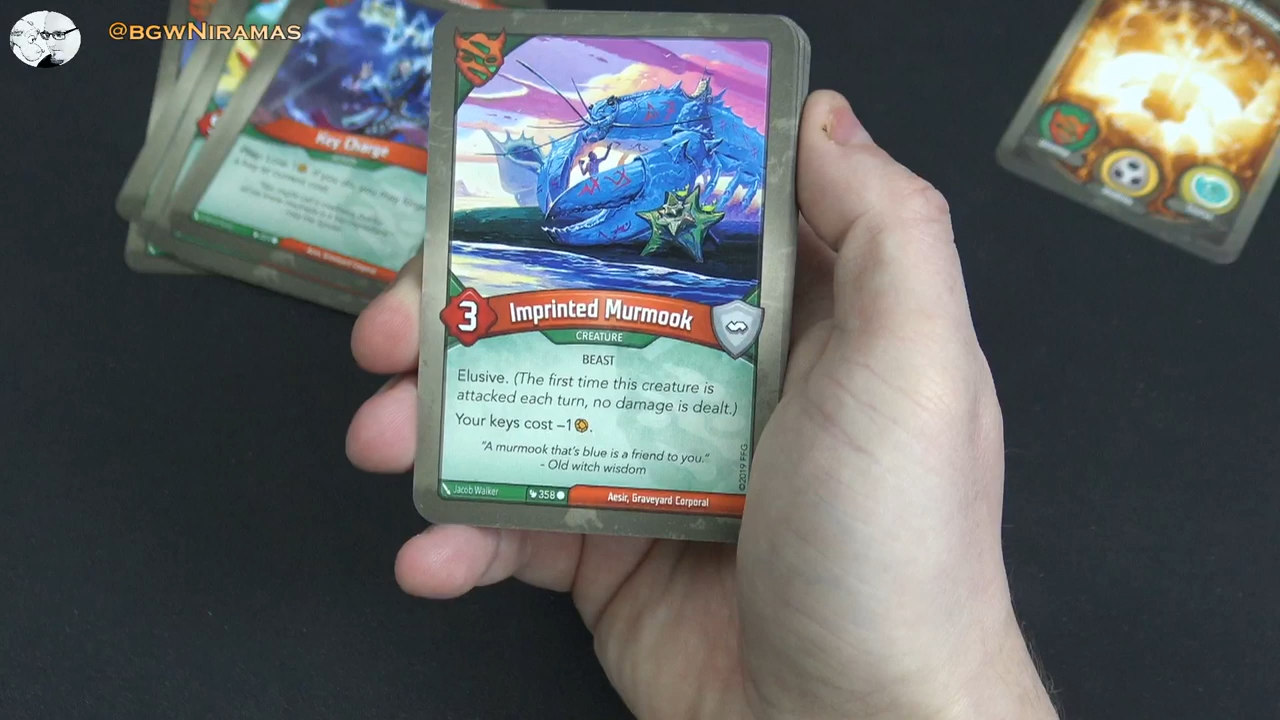 @BGWNIRAMAS
Key Charge
3
Imprinted Murmook
CREATURE
BEAST
Elusive. (The first time this creature is
attacked each turn, no damage is dealt.)
Your keys cost –1.
"A murmook that's blue is a friend to you."
- Old witch wisdom
©2019 FFG
Jacob Walker
358
Aesir, Graveyard Corporal